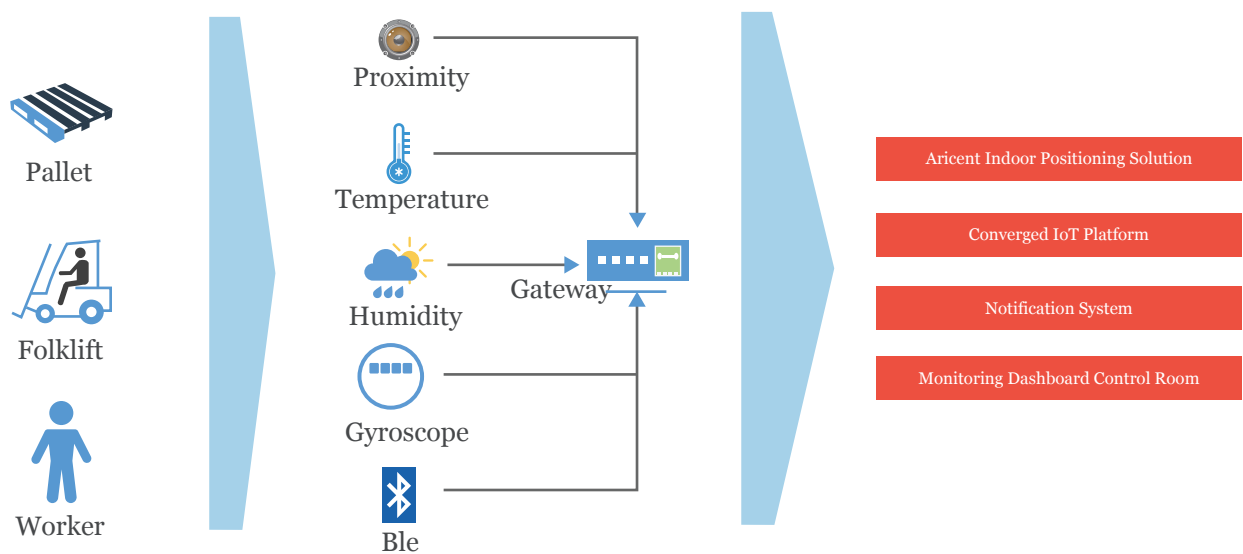 Pallet
Folklift
Worker
Proximity
Temperature
Humidity
Gyroscope
Ble
Gateway
Aricent Indoor Positioning Solution
Converged IoT Platform
Notification System
Monitoring Dashboard Control Room